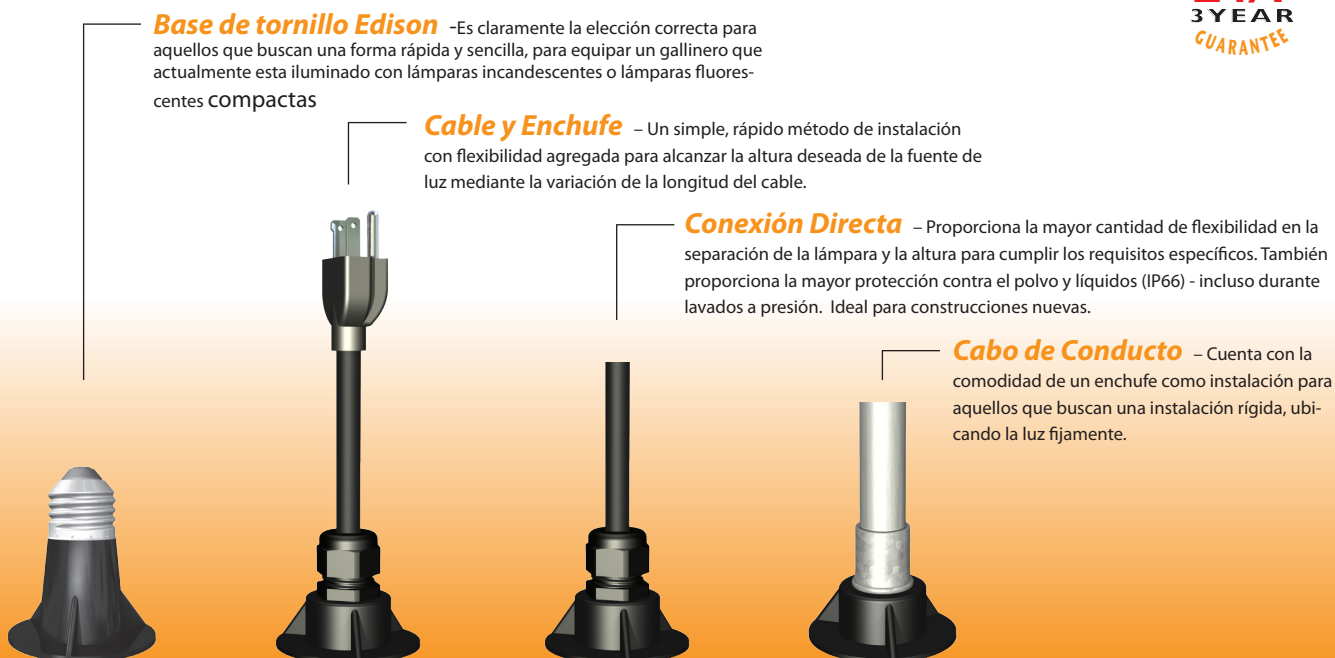 3 YEAR
GUARANTEE
Base de tornillo Edison -Es claramente la elección correcta para
aquellos que buscan una forma rápida y sencilla, para equipar un gallinero que
actualmente esta iluminado con lámparas incandescentes o lámparas fluores-
centes compactas
Cable y Enchufe – Un simple, rápido método de instalación
con flexibilidad agregada para alcanzar la altura deseada de la fuente de
luz mediante la variación de la longitud del cable.
Conexión Directa – Proporciona la mayor cantidad de flexibilidad en la
separación de la lámpara y la altura para cumplir los requisitos específicos. También
proporciona la mayor protección contra el polvo y líquidos (IP66) - incluso durante
lavados a presión. Ideal para construcciones nuevas.
Cabo de Conducto – Cuenta con la
comodidad de un enchufe como instalación para
aquellos que buscan una instalación rígida, ubi-
cando la luz fijamente.